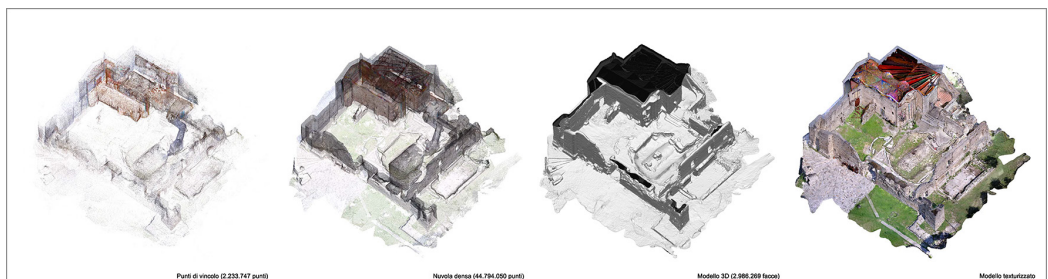 Punti di vincolo (2.233.747 punti)
Nuvola densa (44.794.050 punti)
Modello 3D (2.986.269 facce)
Modello texturizzato